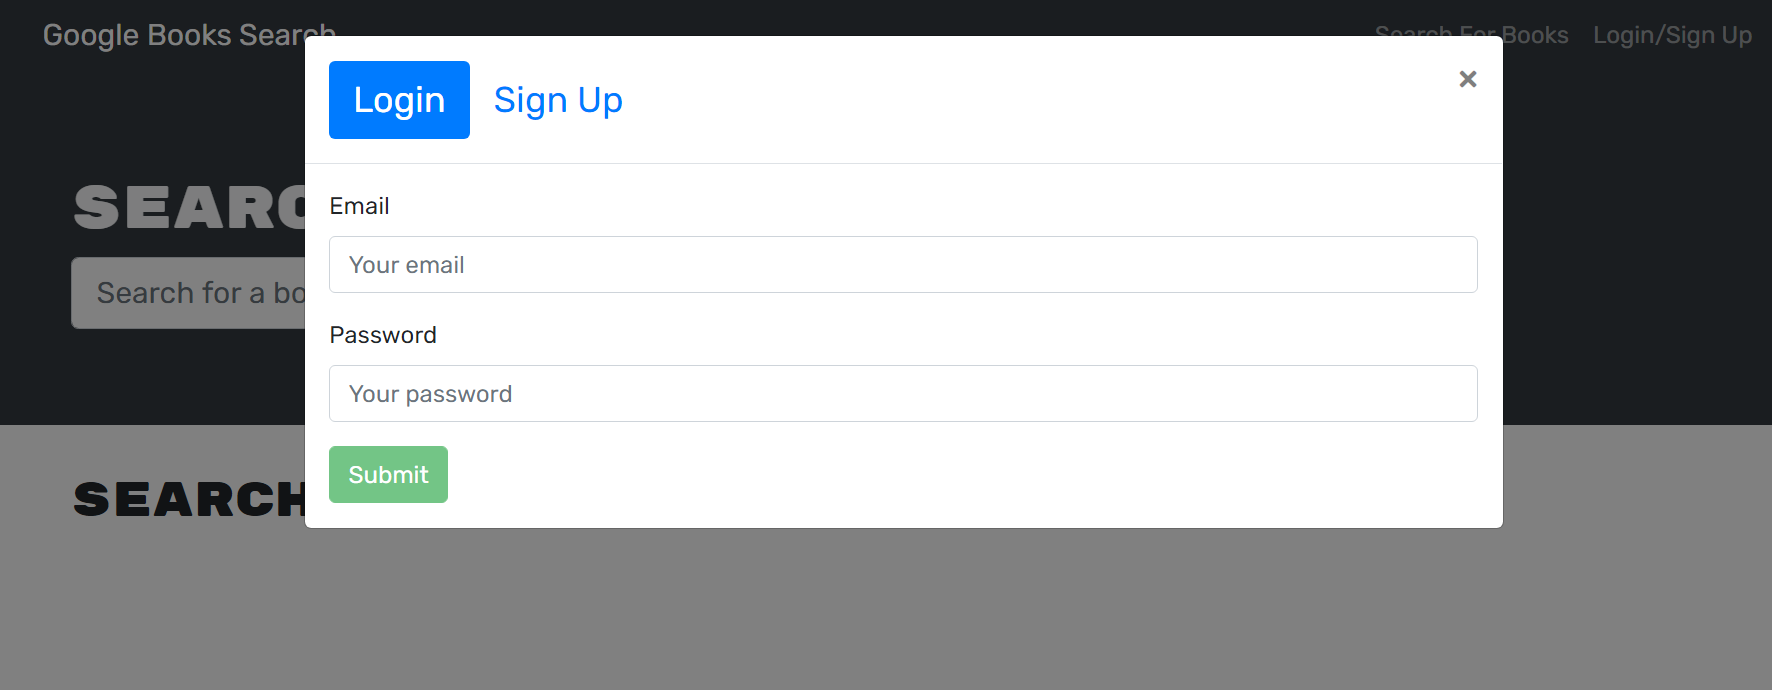 Google Books Search
Search For Books
Login/Sign Up
Login
Sign Up
×
Email
Your email
Password
Your password
Submit
SEARC
Search for a bo
SEARCH